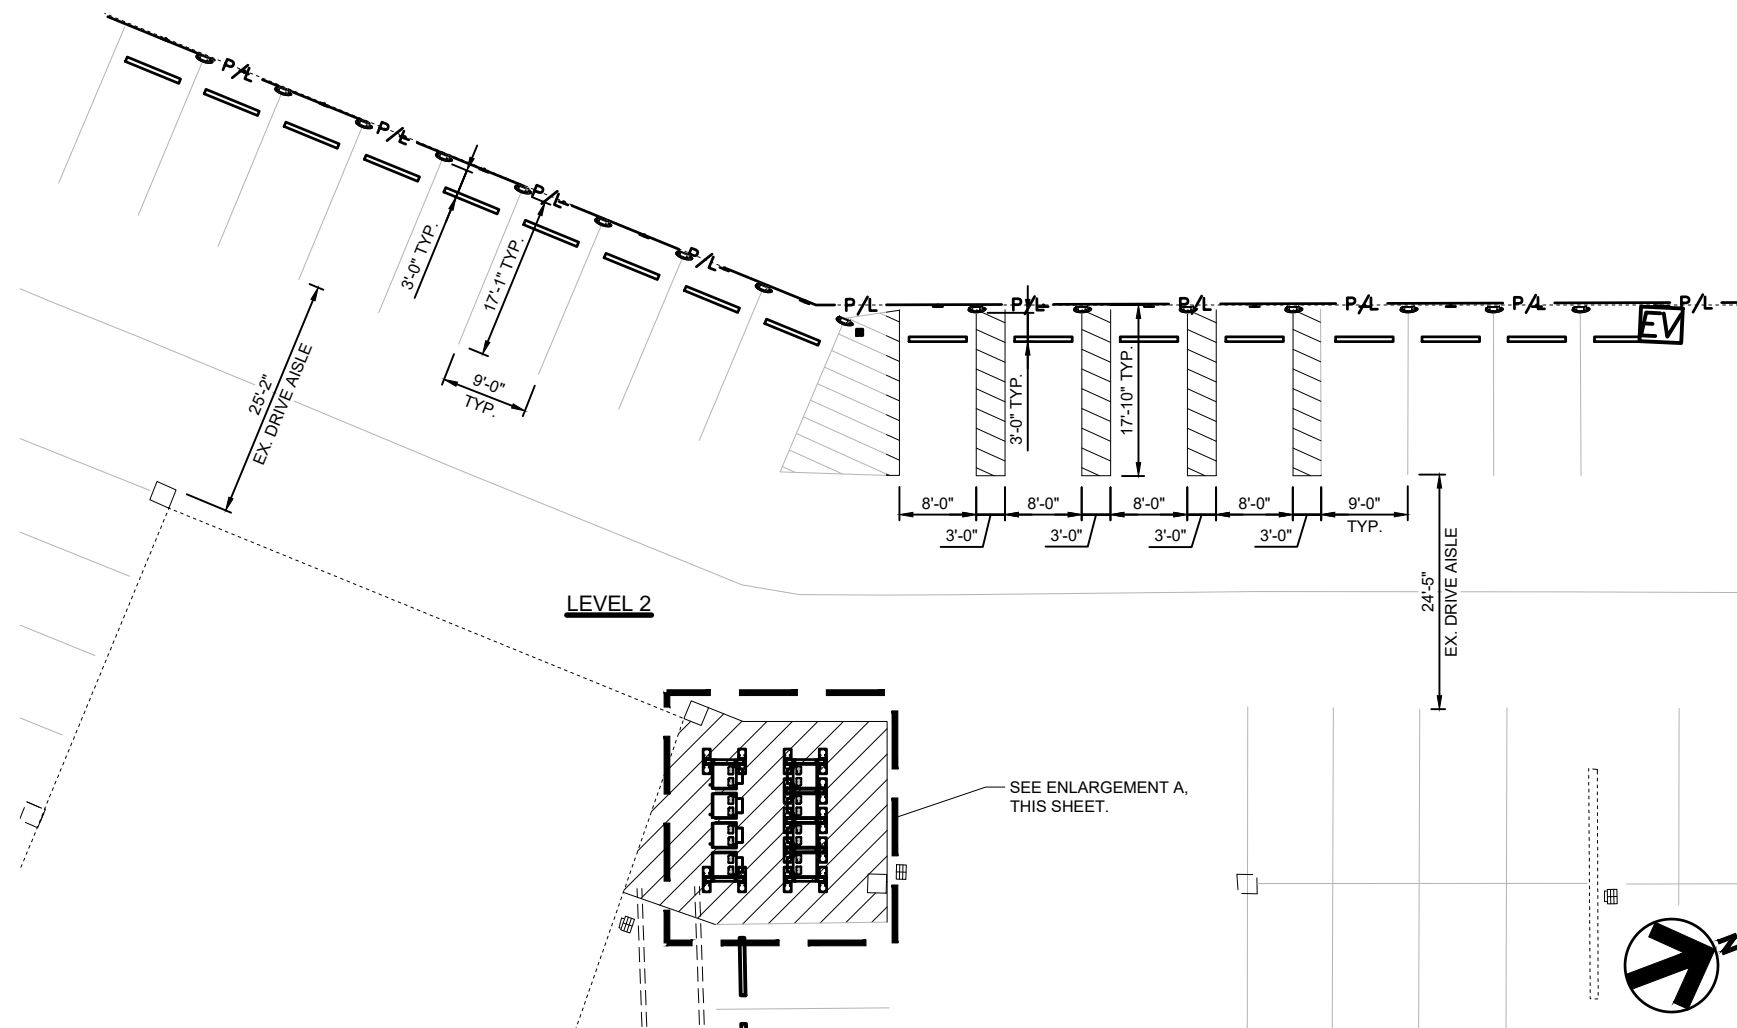 P/L
P/L
P/L
P/L
P/L
P/L
P/L
P/L
P/L
P/L
EV
3'-0" TYP.
17'-1" TYP.
9'-0"
TYP.
25'-2"
EX. DRIVE AISLE
3'-0" TYP.
17'-10" TYP.
8'-0"
8'-0"
8'-0"
8'-0"
9'-0"
TYP.
3'-0"
3'-0"
3'-0"
3'-0"
24'-5"
EX. DRIVE AISLE
LEVEL 2
SEE ENLARGEMENT A,
THIS SHEET.
N